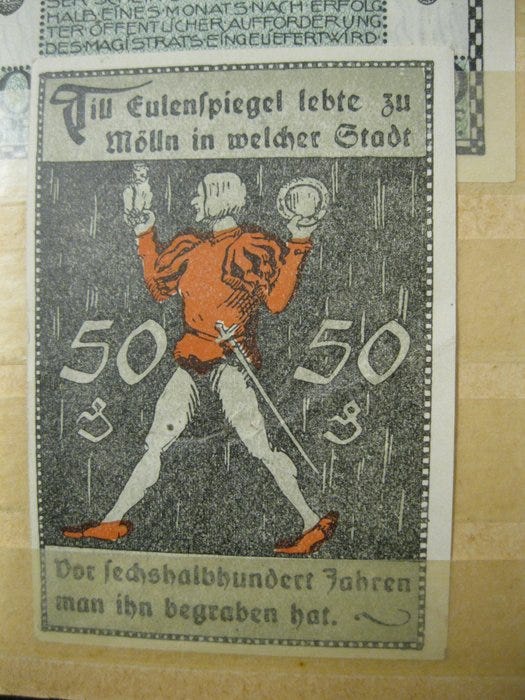 HALB EINES MONATS NACH ERFOLG
TER ÖFFENTLICHER AUFFORDERUNG
DES MAGISTRATS EINGELIEFERT WIRD
Till Eulenſpiegel lebte zu
Mölln in welcher Stadt
50 50
₰ ₰
Vor ſechshalbhundert Jahren
man ihn begraben hat.